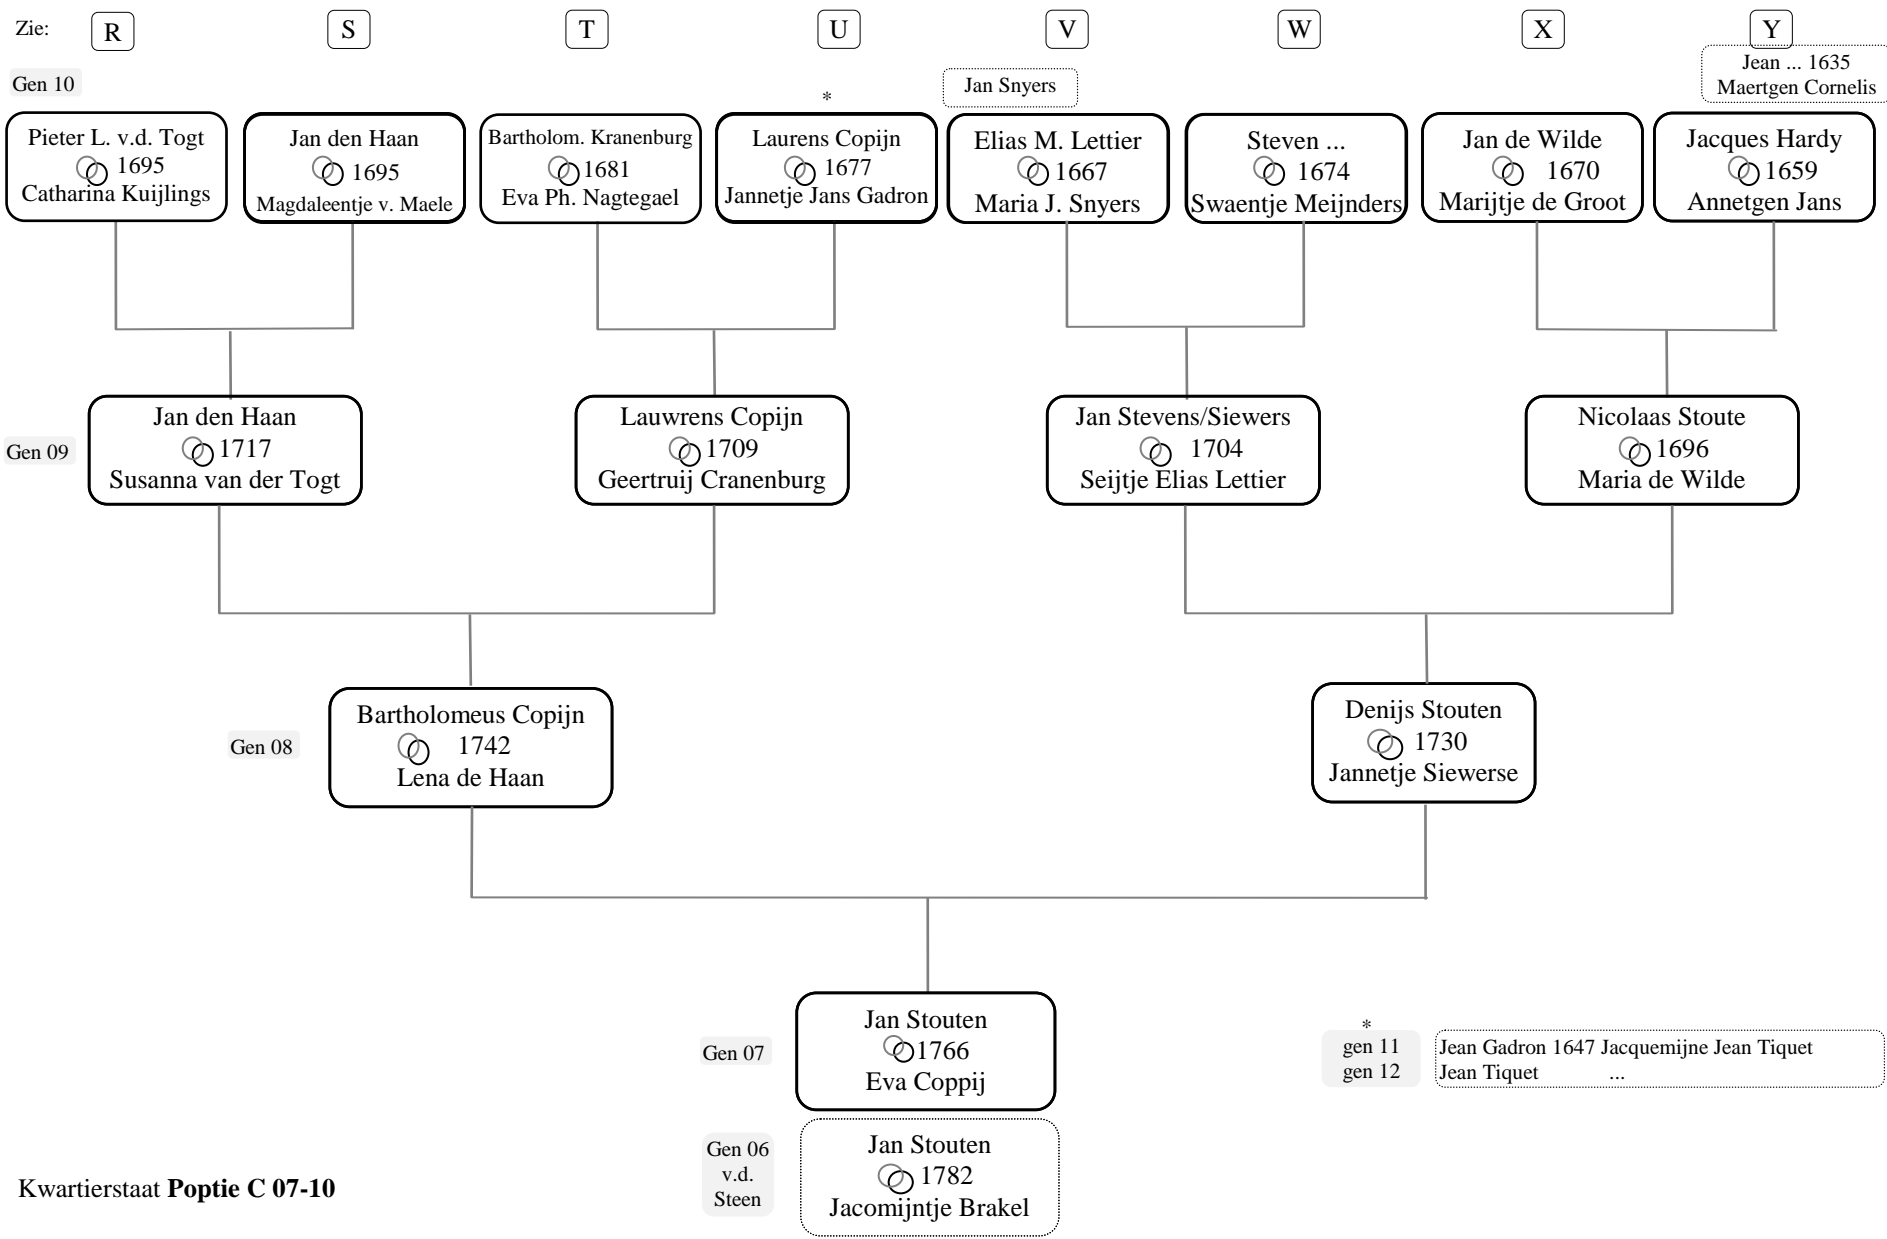 Zie:
R
S
T
U
V
W
X
Y
Gen 10
*
Jan Snyers
Jean ... 1635
Maertgen Cornelis
Pieter L. v.d. Togt
1695
Catharina Kuijlings
Jan den Haan
1695
Magdaleentje v. Maele
Bartholom. Kranenburg
1681
Eva Ph. Nagtegael
Laurens Copijn
1677
Jannetje Jans Gadron
Elias M. Lettier
1667
Maria J. Snyers
Steven ...
1674
Swaentje Meijnders
Jan de Wilde
1670
Marijtje de Groot
Jacques Hardy
1659
Annetgen Jans
Gen 09
Jan den Haan
1717
Susanna van der Togt
Lauwrens Copijn
1709
Geertruij Cranenburg
Jan Stevens/Siewers
1704
Seijtje Elias Lettier
Nicolaas Stoute
1696
Maria de Wilde
Gen 08
Bartholomeus Copijn
1742
Lena de Haan
Denijs Stouten
1730
Jannetje Siewerse
Gen 07
Jan Stouten
1766
Eva Coppij
*
gen 11
gen 12
Jean Gadron 1647 Jacquemijne Jean Tiquet
Jean Tiquet ...
Gen 06
v.d.
Steen
Jan Stouten
1782
Jacomijntje Brakel
Kwartierstaat Poptie C 07-10